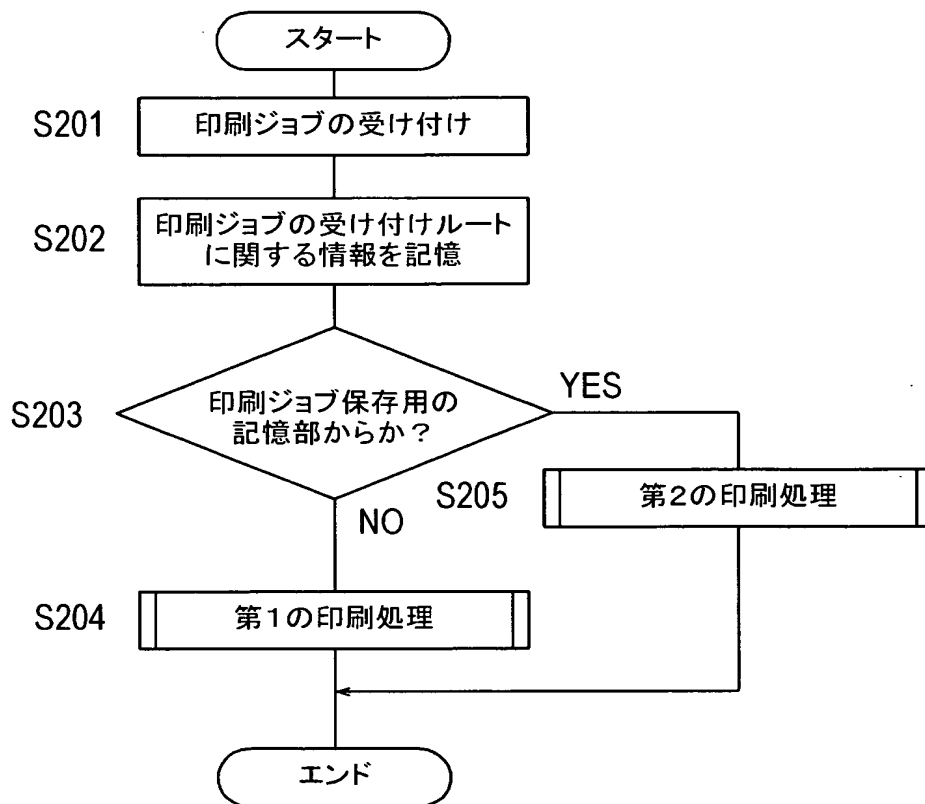 スタート
S201
印刷ジョブの受け付け
S202
印刷ジョブの受け付けルート
に関する情報を記憶
S203
印刷ジョブ保存用の
記憶部からか?
YES
S205
第2の印刷処理
NO
S204
第1の印刷処理
エンド